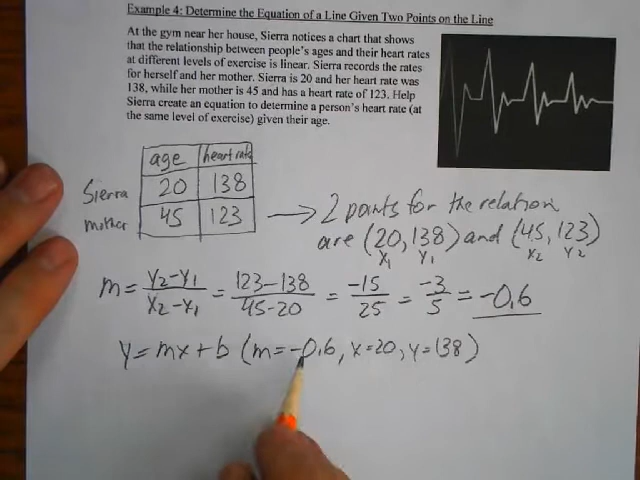 Example 4: Determine the Equation of a Line Given Two Points on the Line
At the gym near her house, Sierra notices a chart that shows
that the relationship between people's ages and their heart rates
at different levels of exercise is linear. Sierra records the rates
for herself and her mother. Sierra is 20 and her heart rate was
138, while her mother is 45 and has a heart rate of 123. Help
Sierra create an equation to determine a person's heart rate (at
the same level of exercise) given their age.
age heart rate
Sierra 20 138
mother 45 123
→ 2 points for the relation
are (20, 138) and (45, 123)
x₁ y₁ x₂ y₂
m = y₂-y₁/x₂-x₁ = 123-138/45-20 = -15/25 = -3/5 = -0.6
y = mx + b (m = -0.6, x = 20, y = 138)